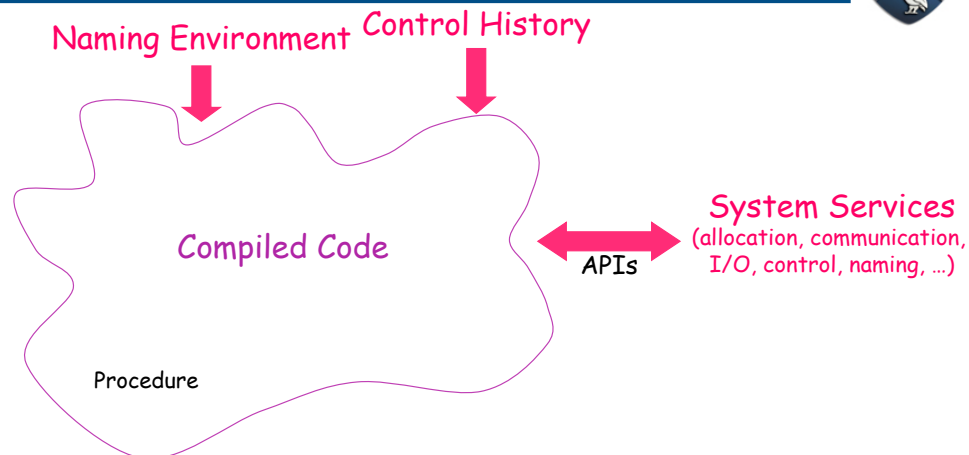 Naming Environment
Control History
Compiled Code
System Services
(allocation, communication,
I/O, control, naming, …)
APIs
Procedure